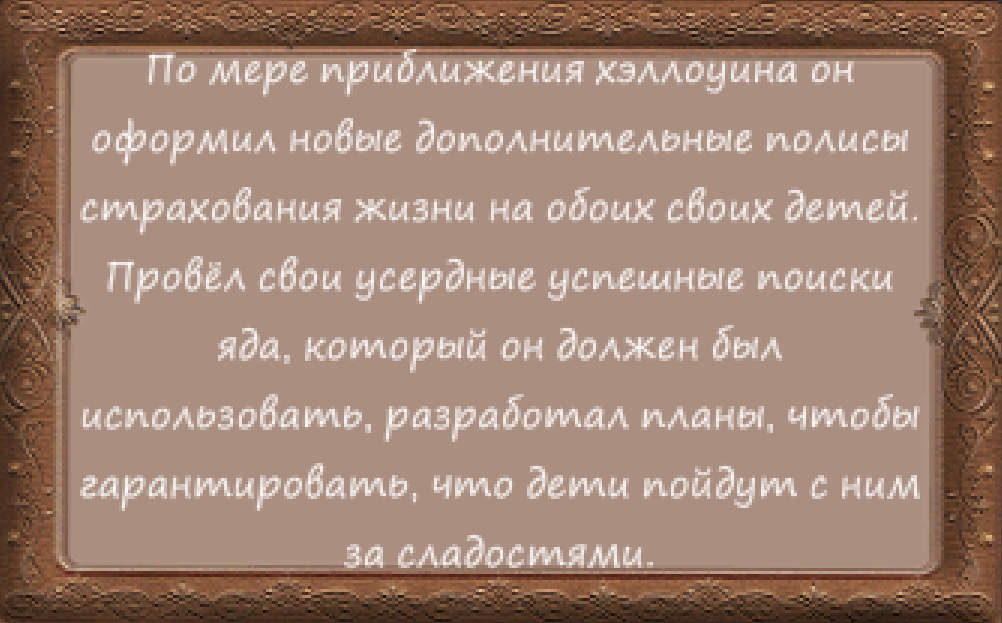 По мере приближения хэллоуина он
оформил новые дополнительные полисы
страхования жизни на обоих своих детей.
Провёл свои усердные успешные поиски
яда, который он должен был
использовать, разработал планы, чтобы
гарантировать, что дети пойдут с ним
за сладостями.